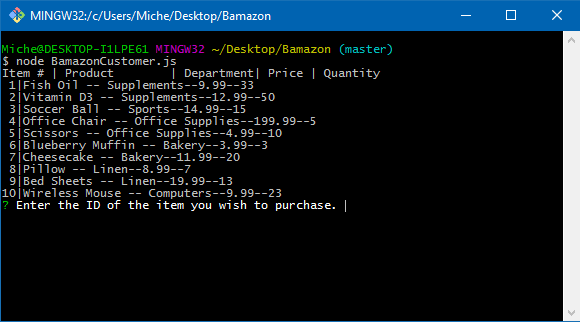 MINGW32:/c/Users/Miche/Desktop/Bamazon
Miche@DESKTOP-I1LPE61 MINGW32 ~/Desktop/Bamazon (master)
$ node BamazonCustomer.js
Item # | Product        | Department| Price | Quantity
 1|Fish Oil -- Supplements--9.99--33
 2|Vitamin D3 -- Supplements--12.99--50
 3|Soccer Ball -- Sports--14.99--15
 4|Office Chair -- Office Supplies--199.99--5
 5|Scissors -- Office Supplies--4.99--10
 6|Blueberry Muffin -- Bakery--3.99--3
 7|Cheesecake -- Bakery--11.99--20
 8|Pillow -- Linen--8.99--7
 9|Bed Sheets -- Linen--19.99--13
10|Wireless Mouse -- Computers--9.99--23
? Enter the ID of the item you wish to purchase.